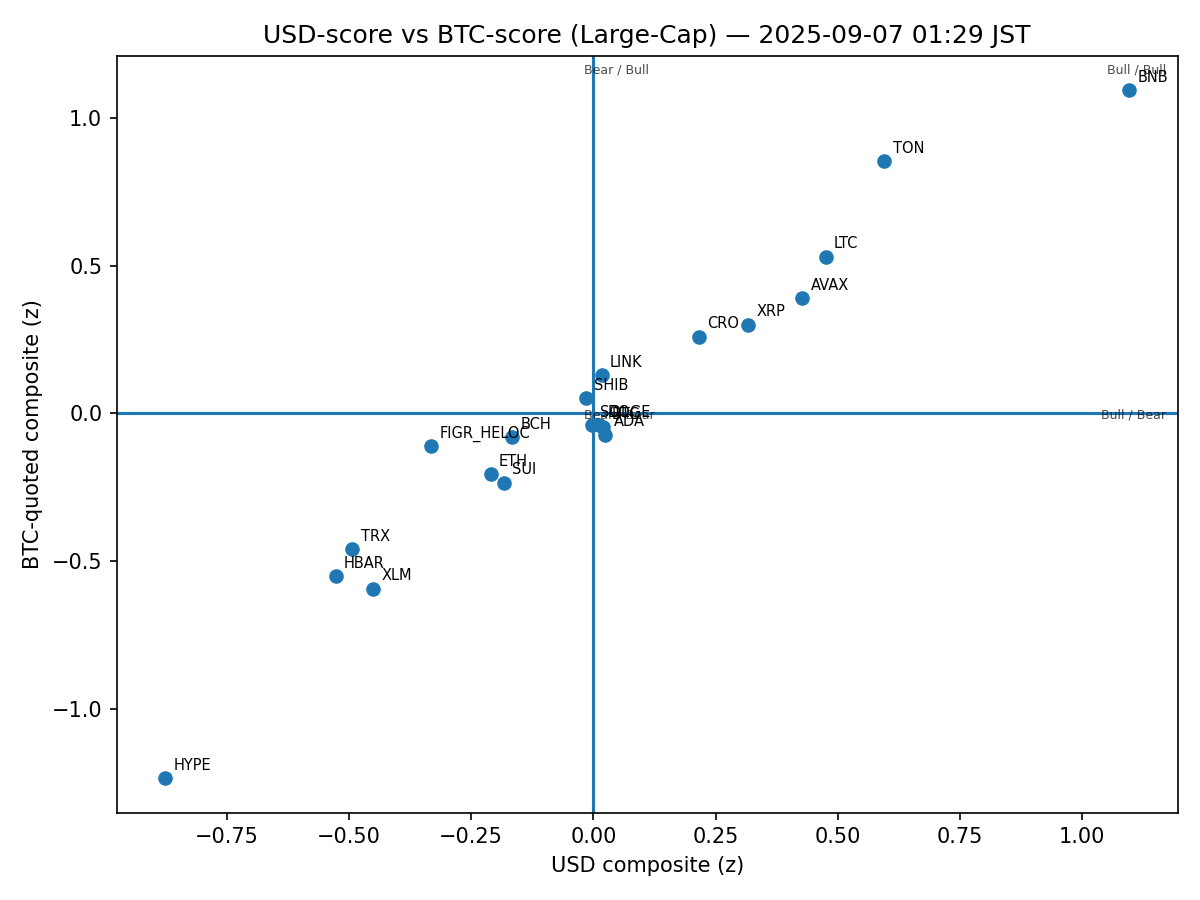 USD-score vs BTC-score (Large-Cap) — 2025-09-07 01:29 JST
Bear / Bull
Bull / Bull
BNB
TON
LTC
AVAX
XRP
CRO
LINK
SHIB
DOGE
ADA
Bull / Bear
BCH
FIGR_HELOC
ETH
SUI
TRX
HBAR
XLM
HYPE
1.0
0.5
0.0
−0.5
−1.0
BTC-quoted composite (z)
−0.75
−0.50
−0.25
0.00
0.25
0.50
0.75
1.00
USD composite (z)